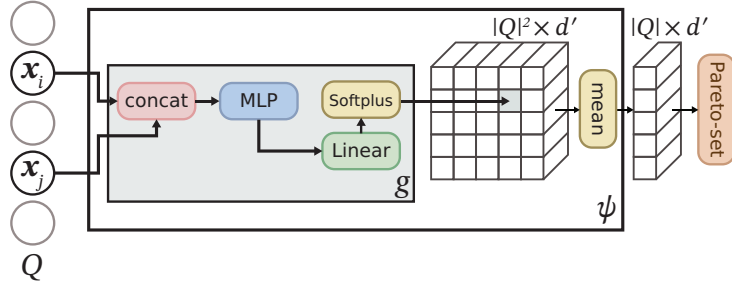 |Q|² × d′
|Q| × d′
x_i
concat
MLP
Softplus
mean
Pareto-set
Linear
x_j
g
ψ
Q